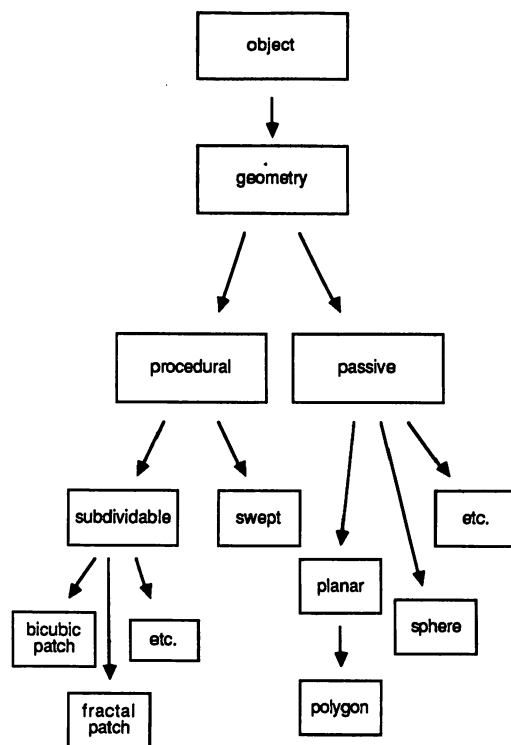 object
geometry
procedural
passive
subdividable
swept
etc.
planar
sphere
bicubic
patch
etc.
fractal
patch
polygon